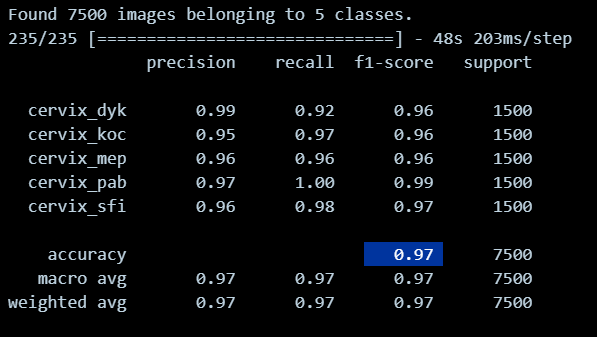 Found 7500 images belonging to 5 classes.
235/235 [==============================] - 48s 203ms/step
precision recall f1-score support
cervix_dyk 0.99 0.92 0.96 1500
cervix_koc 0.95 0.97 0.96 1500
cervix_mep 0.96 0.96 0.96 1500
cervix_pab 0.97 1.00 0.99 1500
cervix_sfi 0.96 0.98 0.97 1500
accuracy 0.97 7500
macro avg 0.97 0.97 0.97 7500
weighted avg 0.97 0.97 0.97 7500